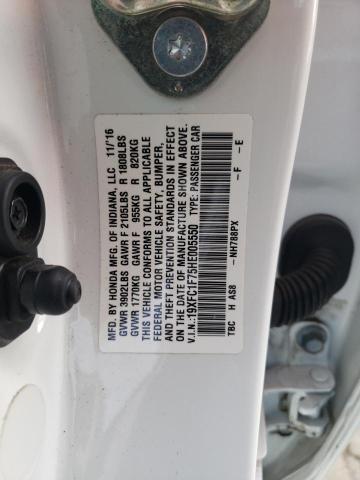 MFD. BY HONDA MFG. OF INDIANA, LLC 11/16
GVWR 3902LBS GAWR F 2105LBS R 1808LBS
GVWR 1770KG GAWR F 955KG R 820KG
THIS VEHICLE CONFORMS TO ALL APPLICABLE
FEDERAL MOTOR VEHICLE SAFETY, BUMPER,
AND THEFT PREVENTION STANDARDS IN EFFECT
ON THE DATE OF MANUFACTURE SHOWN ABOVE.
V.I.N.:19XFC1F75HE005550 TYPE:PASSENGER CAR
- NH788PX - F - E
TBC H AS8